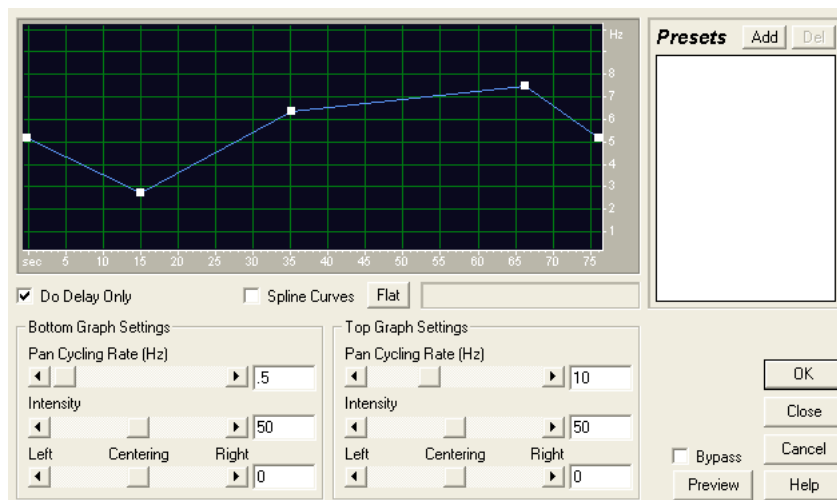 Hz
Presets Add Del
8
7
6
5
4
3
2
1
sec 5 10 15 20 25 30 35 40 45 50 55 60 65 70 75
Do Delay Only Spline Curves Flat
Bottom Graph Settings
Pan Cycling Rate (Hz)
.5
Intensity
50
Left Centering Right
0
Top Graph Settings
Pan Cycling Rate (Hz)
10
Intensity
50
Left Centering Right
0
OK
Close
Bypass Cancel
Preview Help